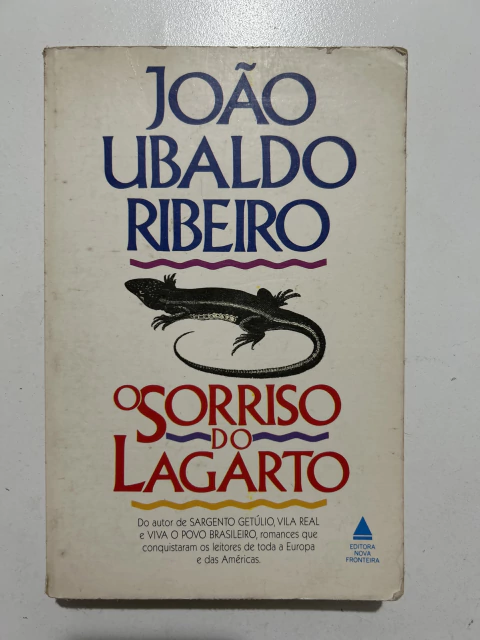 JOÃO
UBALDO
RIBEIRO
O SORRISO
DO
LAGARTO
Do autor de SARGENTO GETÚLIO, VILA REAL
e VIVA O POVO BRASILEIRO, romances que
conquistaram os leitores de toda a Europa
e das Américas.
EDITORA
NOVA
FRONTEIRA